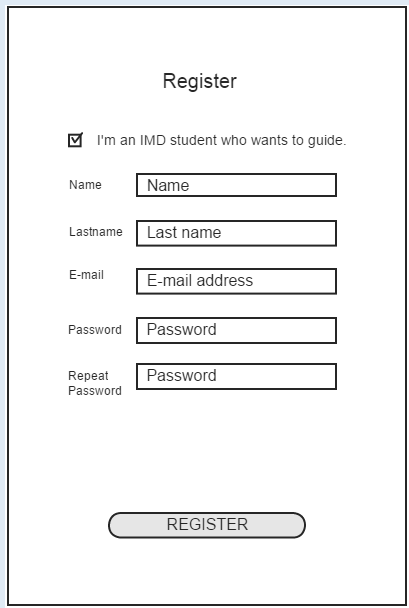 Register
I'm an IMD student who wants to guide.
Name Name
Lastname Last name
E-mail E-mail address
Password Password
Repeat
Password Password
REGISTER